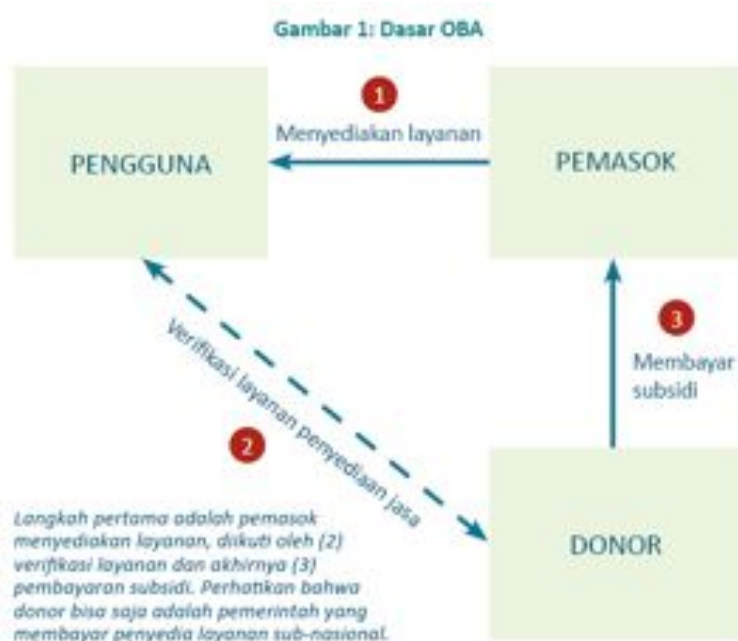 Gambar 1: Dasar OBA
1
Menyediakan layanan
PENGGUNA
PEMASOK
3
Membayar
subsidi
Verifikasi layanan penyediaan jasa
2
DONOR
Langkah pertama adalah pemasok
menyediakan layanan, diikuti oleh (2)
verifikasi layanan dan akhirnya (3)
pembayaran subsidi. Perhatikan bahwa
donor bisa saja adalah pemerintah yang
membayar penyedia layanan sub-nasional.